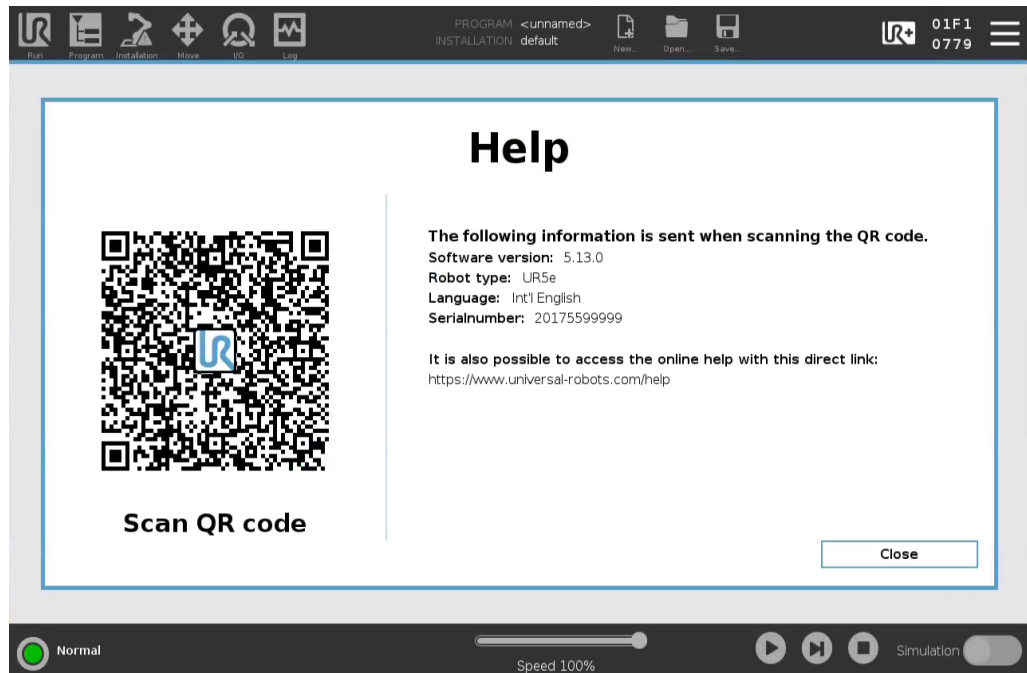 PROGRAM <unnamed>
INSTALLATION default
Run Program Installation Move I/O Log
New... Open... Save...
UR+
01F1
0779
Help
The following information is sent when scanning the QR code.
Software version: 5.13.0
Robot type: UR5e
Language: Int'l English
Serialnumber: 20175599999
It is also possible to access the online help with this direct link:
https://www.universal-robots.com/help
UR
Scan QR code
Close
Normal
Speed 100%
Simulation